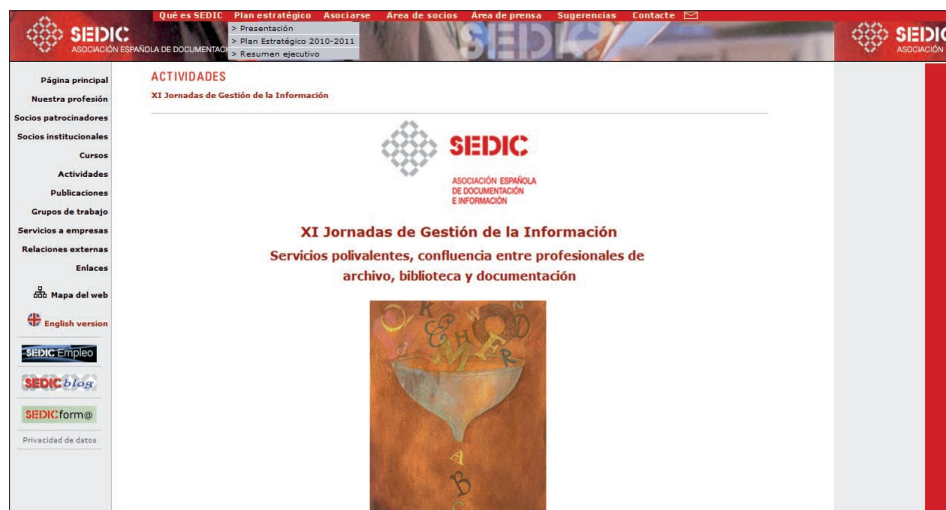 Qué es SEDIC Plan estratégico Asociarse Área de socios Área de prensa Sugerencias Contacte
> Presentación
> Plan Estratégico 2010-2011
> Resumen ejecutivo
SEDIC
ASOCIACIÓN ESPAÑOLA DE DOCUMENTACI
SEDIC
SEDIC
ASOCIACIÓN
Página principal
Nuestra profesión
Socios patrocinadores
Socios institucionales
Cursos
Actividades
Publicaciones
Grupos de trabajo
Servicios a empresas
Relaciones externas
Enlaces
Mapa del web
English version
SEDIC Empleo
SEDIC blog
SEDIC form@
Privacidad de datos
ACTIVIDADES
XI Jornadas de Gestión de la Información
SEDIC
ASOCIACIÓN ESPAÑOLA
DE DOCUMENTACIÓN
E INFORMACIÓN
XI Jornadas de Gestión de la Información
Servicios polivalentes, confluencia entre profesionales de
archivo, biblioteca y documentación
A
B